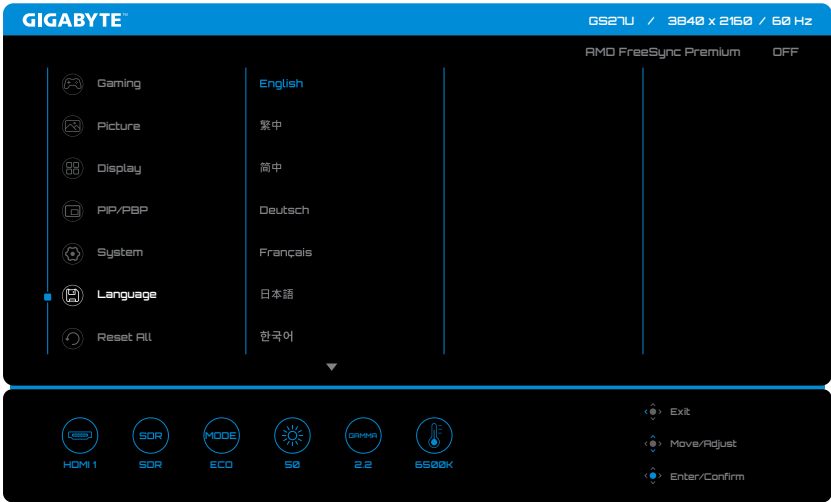 GIGABYTE™
GS27U / 3840 x 2160 / 60 Hz
AMD FreeSync Premium OFF
Gaming
Picture
Display
PIP/PBP
System
Language
Reset All
English
繁中
简中
Deutsch
Français
日本語
한국어
HDMI 1
SDR
SDR
MODE
ECO
50
GAMMA
2.2
6500K
Exit
Move/Adjust
Enter/Confirm